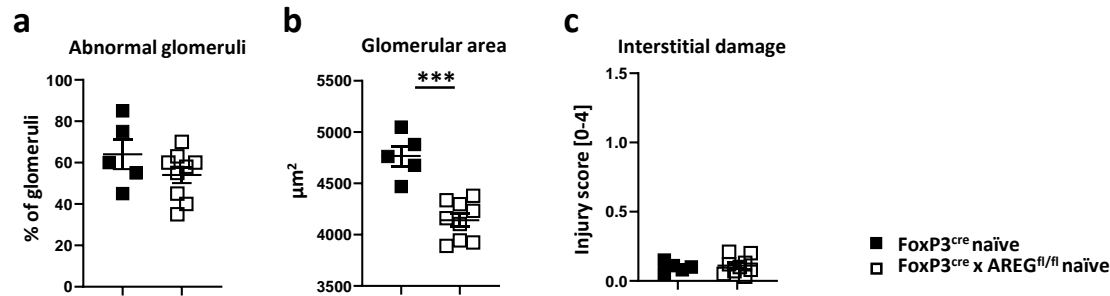 a
Abnormal glomeruli
% of glomeruli
100
80
60
40
20
0
b
Glomerular area
***
µm²
5500
5000
4500
4000
3500
c
Interstitial damage
Injury score [0-4]
1.5
1.0
0.5
0.0
FoxP3ᶜʳᵉ naïve
FoxP3ᶜʳᵉ x AREGᶠˡ/ᶠˡ naïve